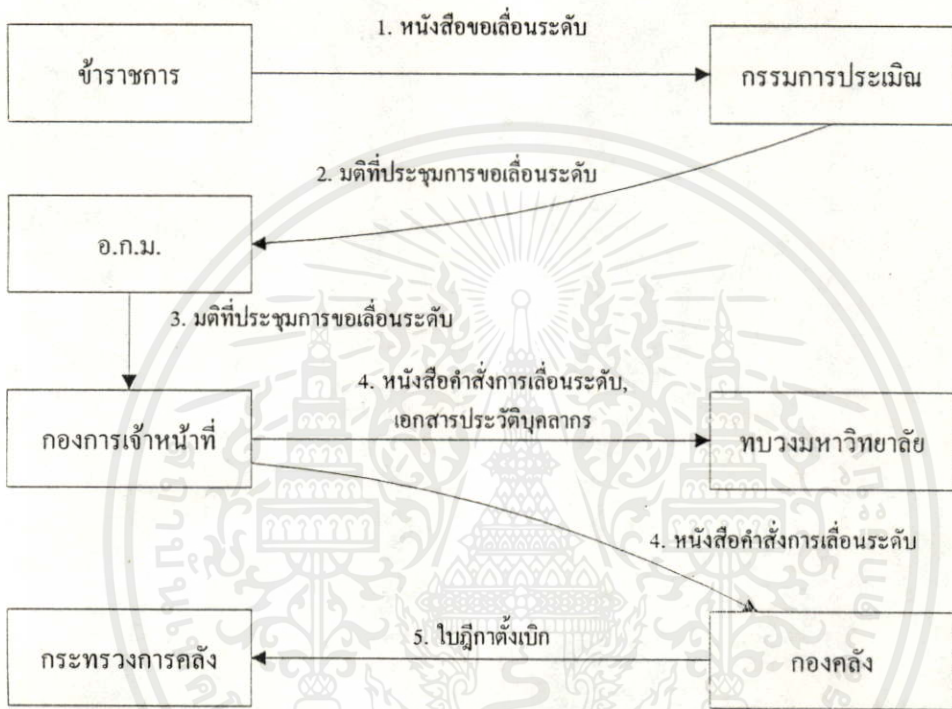 1. หนังสือขอเลื่อนระดับ
ข้าราชการ
กรรมการประเมิณ
2. มติที่ประชุมการขอเลื่อนระดับ
อ.ก.ม.
3. มติที่ประชุมการขอเลื่อนระดับ
4. หนังสือคำสั่งการเลื่อนระดับ,
เอกสารประวัติบุคลากร
กองการเจ้าหน้าที่
ทบวงมหาวิทยาลัย
4. หนังสือคำสั่งการเลื่อนระดับ
5. ใบฎีกาตั้งเบิก
กระทรวงการคลัง
กองคลัง